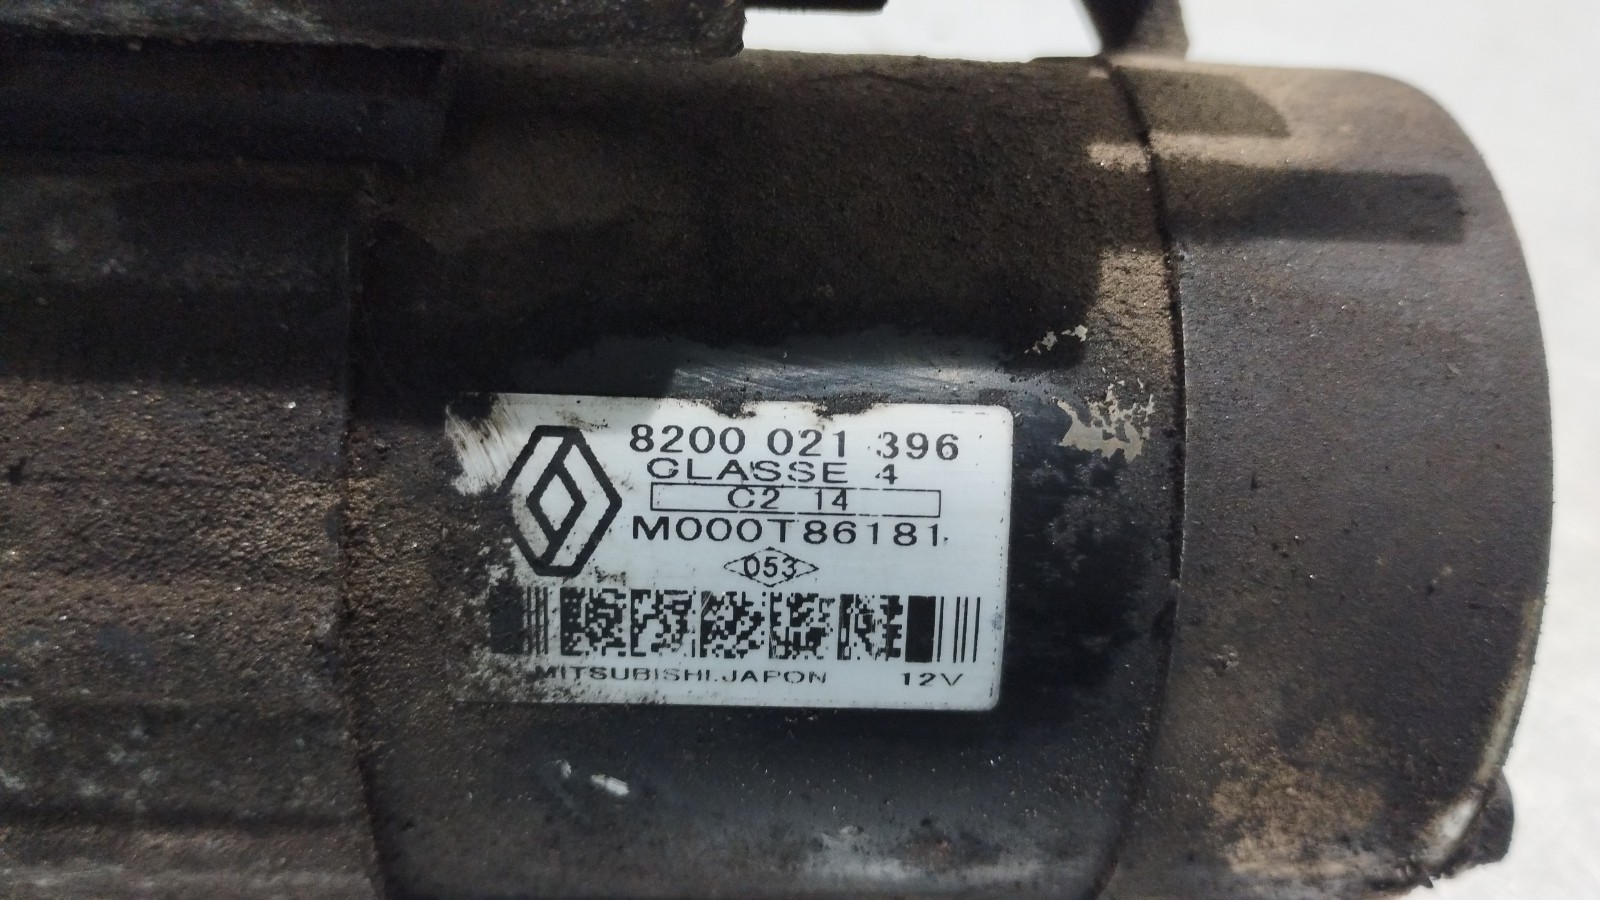 8200 021 396
CLASSE 4
C2 14
M000T86181
053
MITSUBISHI.JAPON 12V